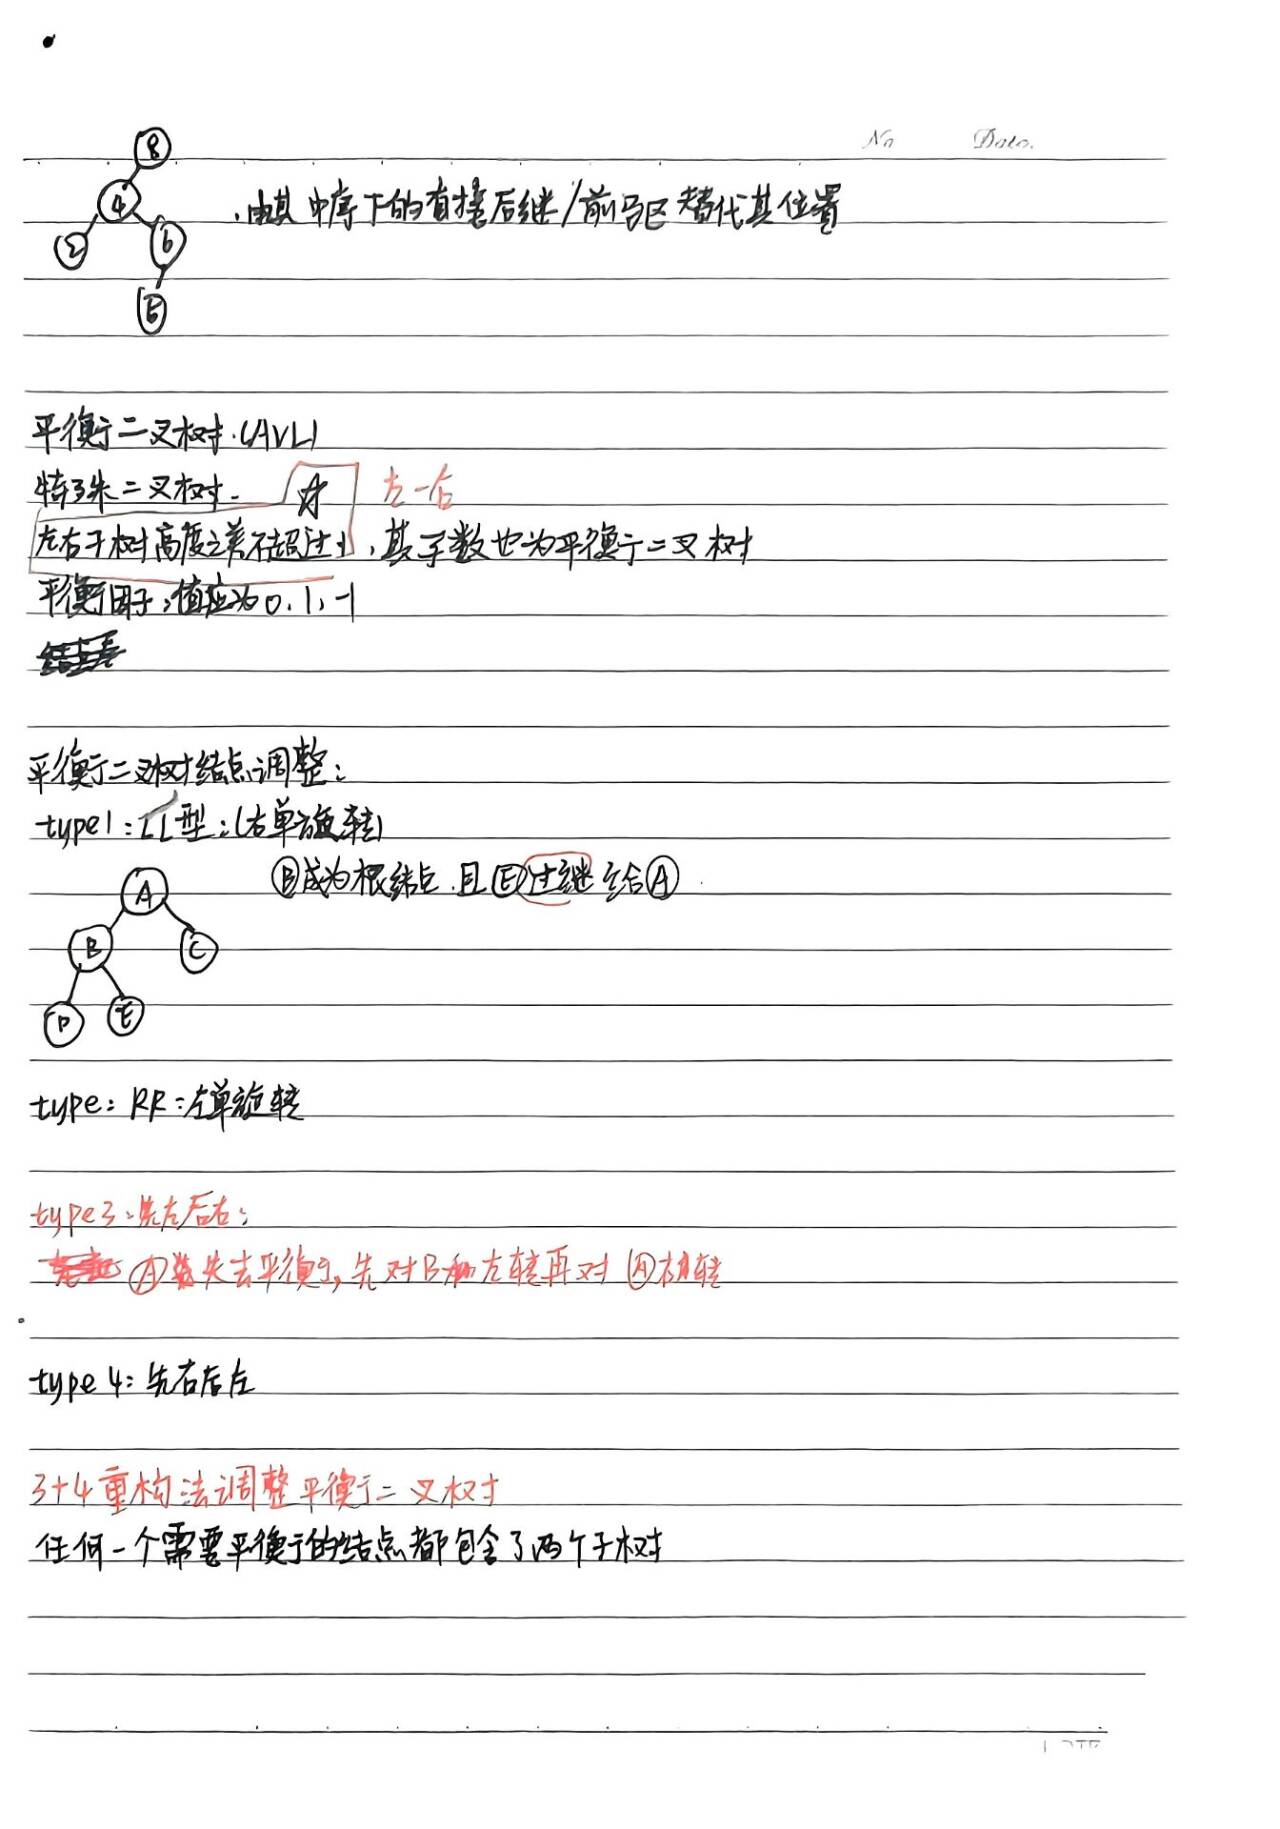 No Date.
8
4 ,由其中序下的直接后继/前驱替代其位置
2 6
5
平衡二叉树.(AVL)
特殊二叉树. 左-右
左右子树高度之差不超过1,其子数也为平衡二叉树
平衡因子:值应为0,1,-1
平衡二叉树结点调整:
type1:LL型:(右单旋转)
A Ⓑ成为根结点 且Ⓔ过继给Ⓐ
B C
D E
type:RR:左单旋转
type3:先左后右:
Ⓐ失去平衡,先对B左转再对Ⓐ右转
type4:先右后左
3+4重构法调整平衡二叉树
任何一个需要平衡的结点都包含了两个子树